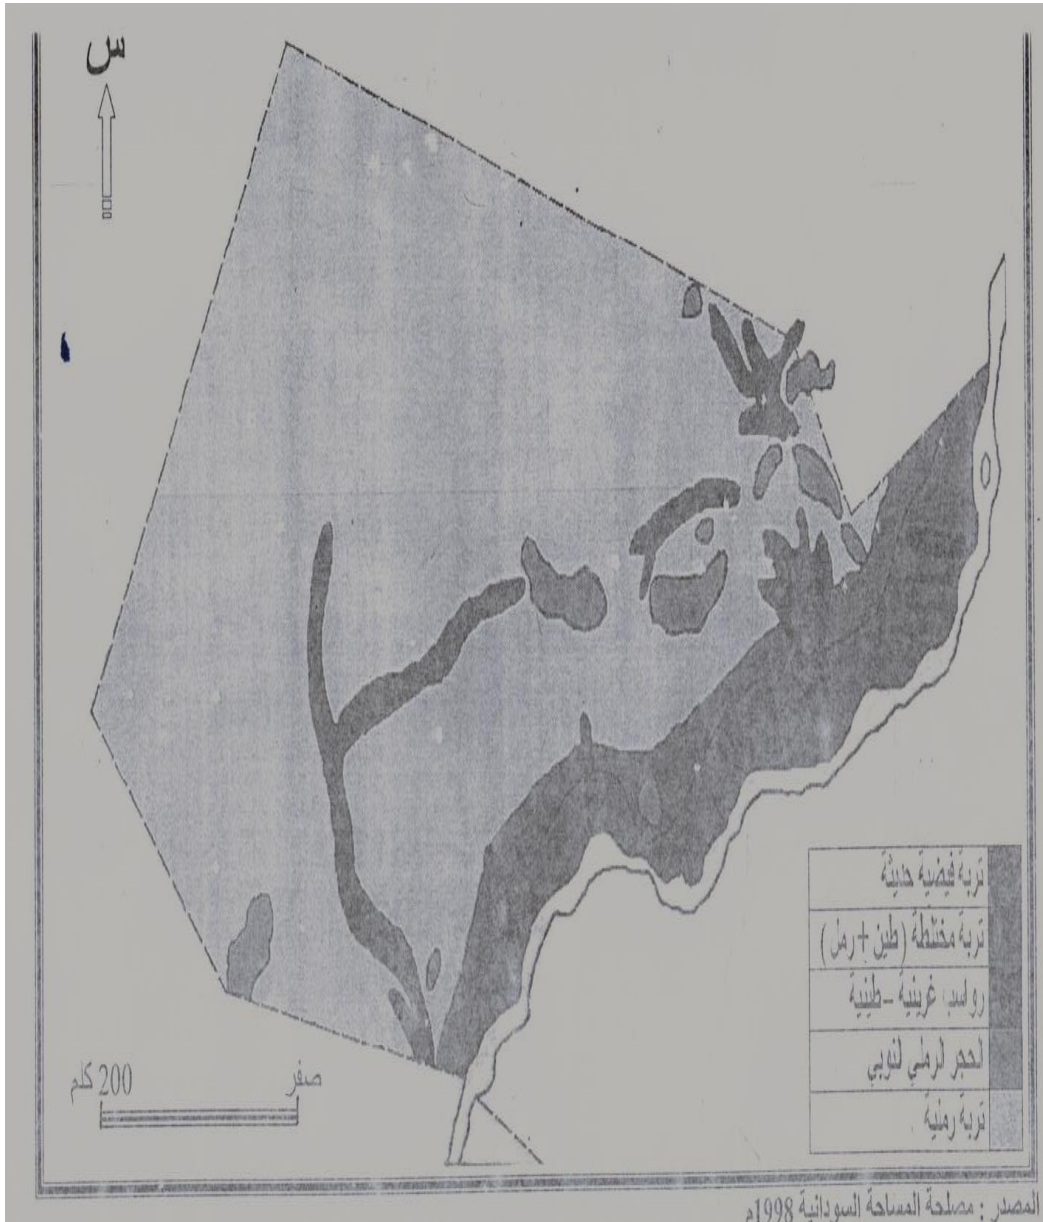 س
تربة فيضية حديثة
تربة مختلطة (طين + رمل)
رواسب غرينية - طينية
الحجر الرملي النوبي
تربة رملية
صفر
200 كلم
المصدر : مصلحة المساحة السودانية 1998م